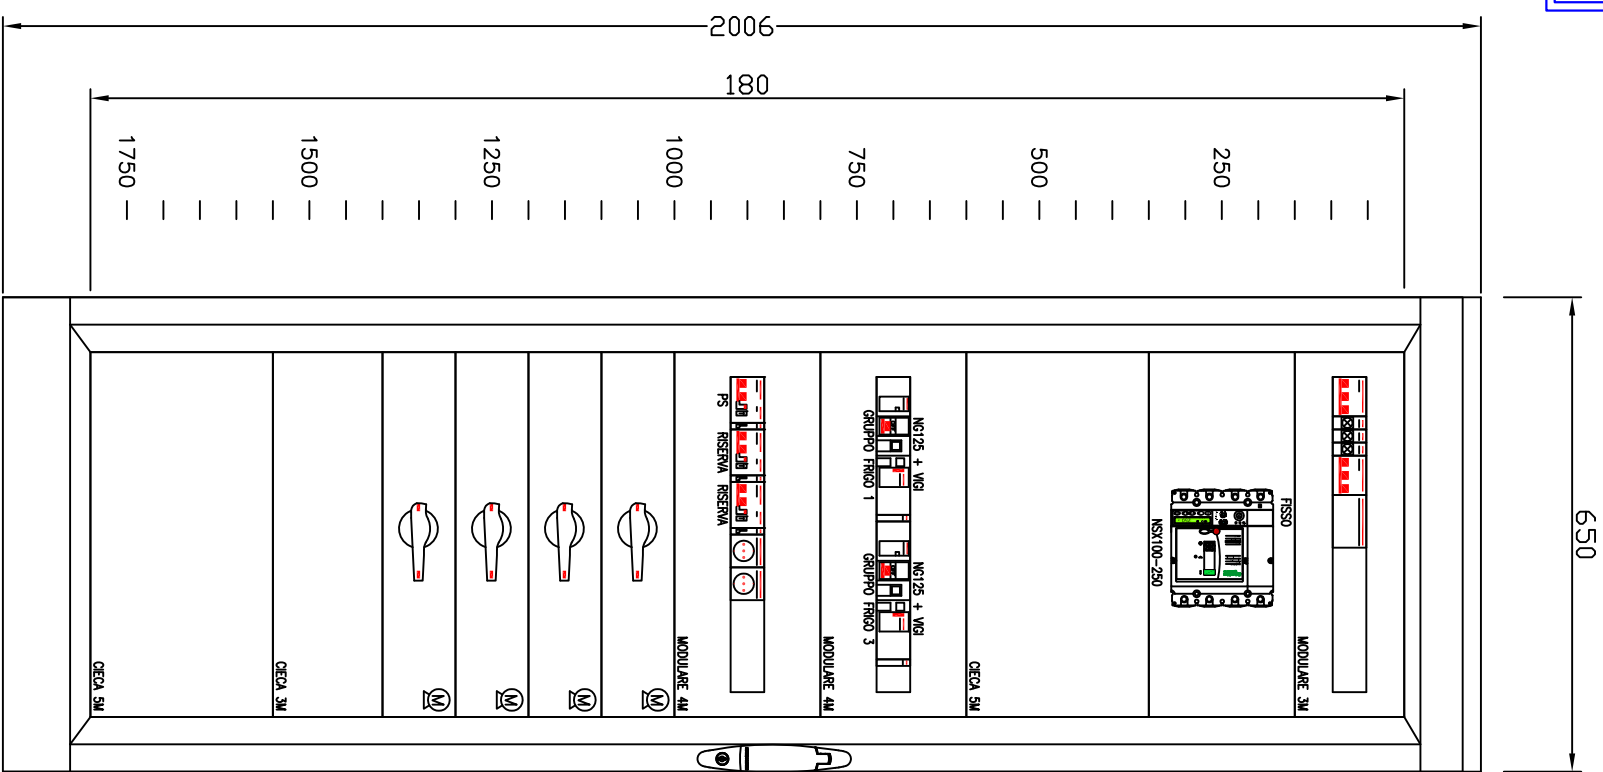 2006
180
1750
1500
1250
1000
750
500
250
650
PS
RISERVA
RISERVA
NG125 + VIGI
GRUPPO FRIGO 1
NG125 + VIGI
GRUPPO FRIGO 3
FISSO
NSX100-250
CIECA 5M
CIECA 3M
M
M
M
M
MODULARE 4M
MODULARE 4M
CIECA 5M
MODULARE 3M